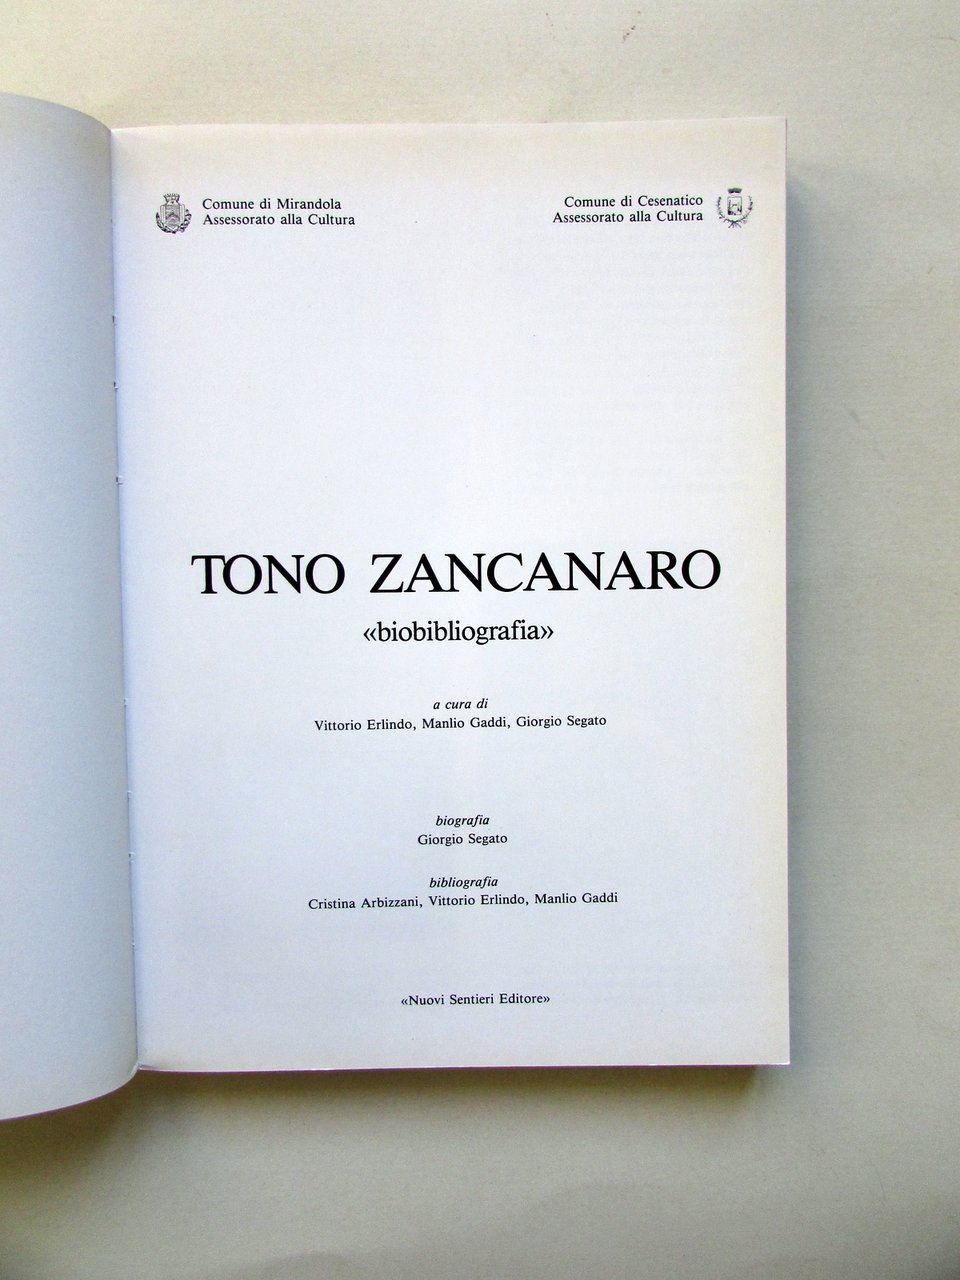 Comune di Mirandola
Assessorato alla Cultura
Comune di Cesenatico
Assessorato alla Cultura
TONO ZANCANARO
«biobibliografia»
a cura di
Vittorio Erlindo, Manlio Gaddi, Giorgio Segato
biografia
Giorgio Segato
bibliografia
Cristina Arbizzani, Vittorio Erlindo, Manlio Gaddi
«Nuovi Sentieri Editore»